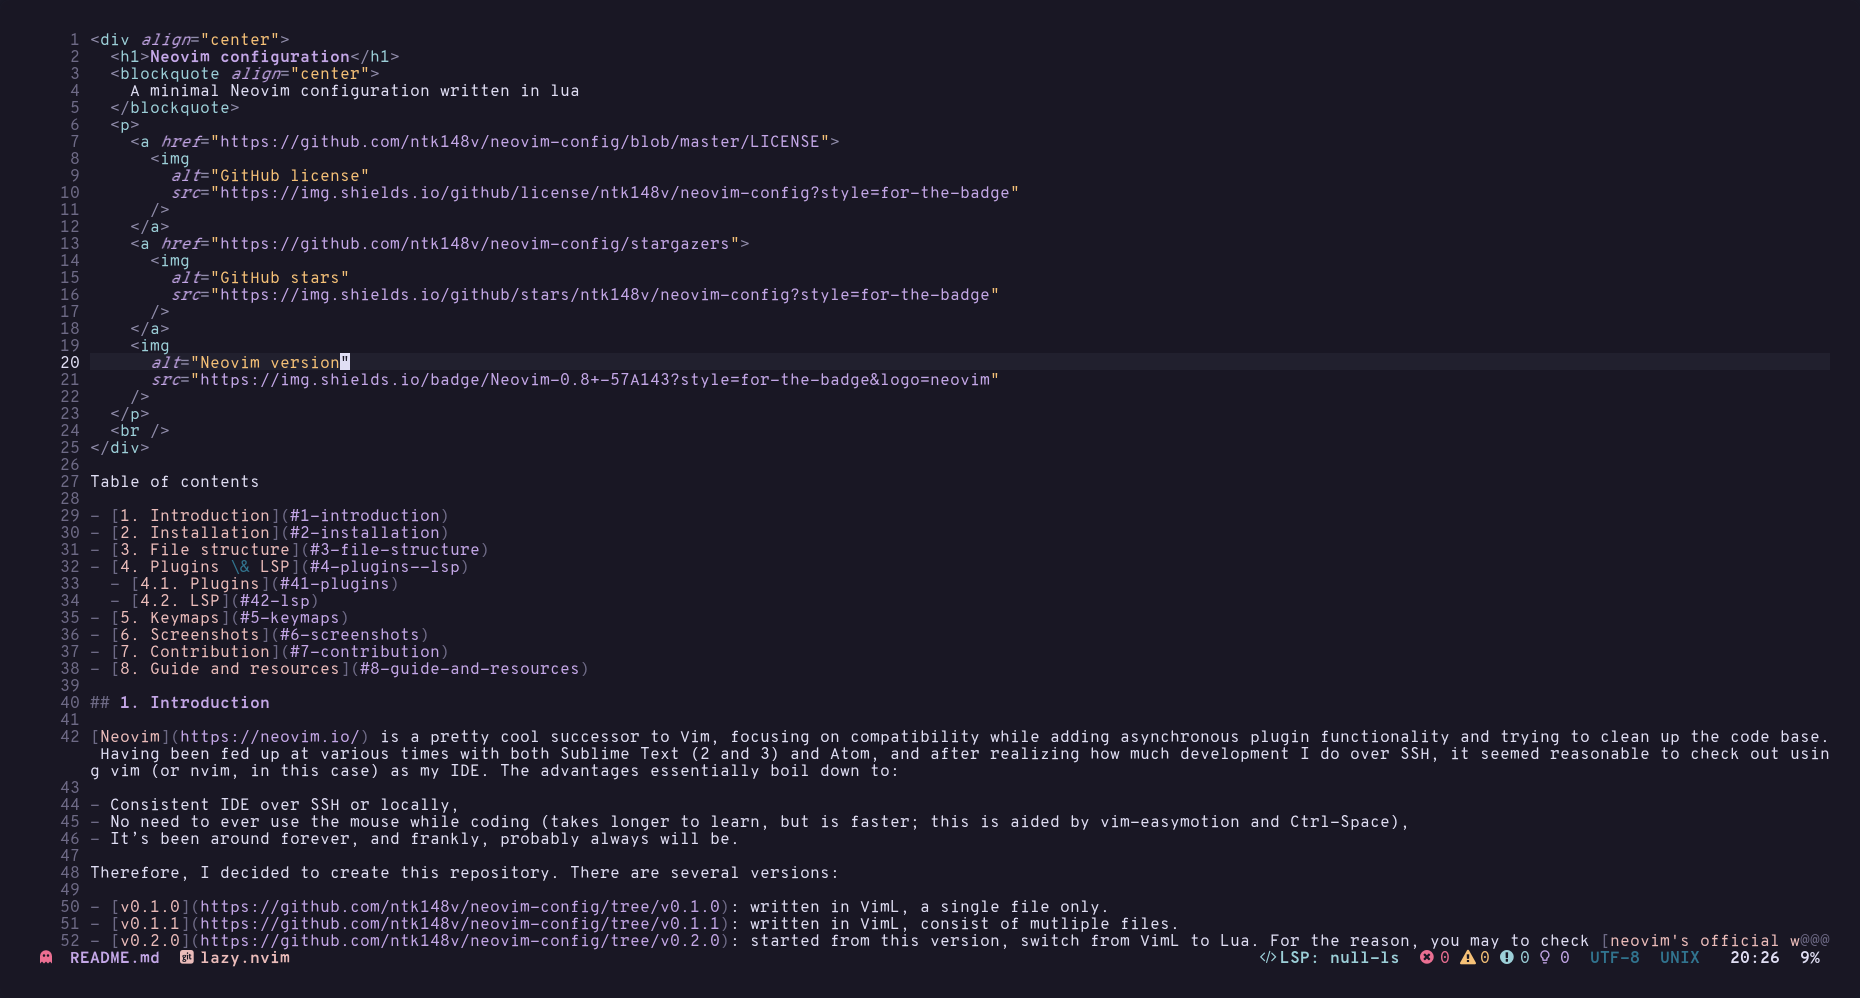 1 <div align="center">
2   <h1>Neovim configuration</h1>
3   <blockquote align="center">
4     A minimal Neovim configuration written in lua
5   </blockquote>
6   <p>
7     <a href="https://github.com/ntk148v/neovim-config/blob/master/LICENSE">
8       <img
9         alt="GitHub license"
10         src="https://img.shields.io/github/license/ntk148v/neovim-config?style=for-the-badge"
11       />
12     </a>
13     <a href="https://github.com/ntk148v/neovim-config/stargazers">
14       <img
15         alt="GitHub stars"
16         src="https://img.shields.io/github/stars/ntk148v/neovim-config?style=for-the-badge"
17       />
18     </a>
19     <img
20       alt="Neovim version"
21       src="https://img.shields.io/badge/Neovim-0.8+-57A143?style=for-the-badge&logo=neovim"
22     />
23   </p>
24   <br />
25 </div>
26
27 Table of contents
28
29 - [1. Introduction](#1-introduction)
30 - [2. Installation](#2-installation)
31 - [3. File structure](#3-file-structure)
32 - [4. Plugins \& LSP](#4-plugins--lsp)
33   - [4.1. Plugins](#41-plugins)
34   - [4.2. LSP](#42-lsp)
35 - [5. Keymaps](#5-keymaps)
36 - [6. Screenshots](#6-screenshots)
37 - [7. Contribution](#7-contribution)
38 - [8. Guide and resources](#8-guide-and-resources)
39
40 ## 1. Introduction
41
42 [Neovim](https://neovim.io/) is a pretty cool successor to Vim, focusing on compatibility while adding asynchronous plugin functionality and trying to clean up the code base.
Having been fed up at various times with both Sublime Text (2 and 3) and Atom, and after realizing how much development I do over SSH, it seemed reasonable to check out usin
g vim (or nvim, in this case) as my IDE. The advantages essentially boil down to:
43
44 - Consistent IDE over SSH or locally,
45 - No need to ever use the mouse while coding (takes longer to learn, but is faster; this is aided by vim-easymotion and Ctrl-Space),
46 - It's been around forever, and frankly, probably always will be.
47
48 Therefore, I decided to create this repository. There are several versions:
49
50 - [v0.1.0](https://github.com/ntk148v/neovim-config/tree/v0.1.0): written in VimL, a single file only.
51 - [v0.1.1](https://github.com/ntk148v/neovim-config/tree/v0.1.1): written in VimL, consist of mutliple files.
52 - [v0.2.0](https://github.com/ntk148v/neovim-config/tree/v0.2.0): started from this version, switch from VimL to Lua. For the reason, you may to check [neovim's official w@@@
README.md git lazy.nvim </>LSP: null-ls 0 0 0 0 UTF-8 UNIX 20:26 9%